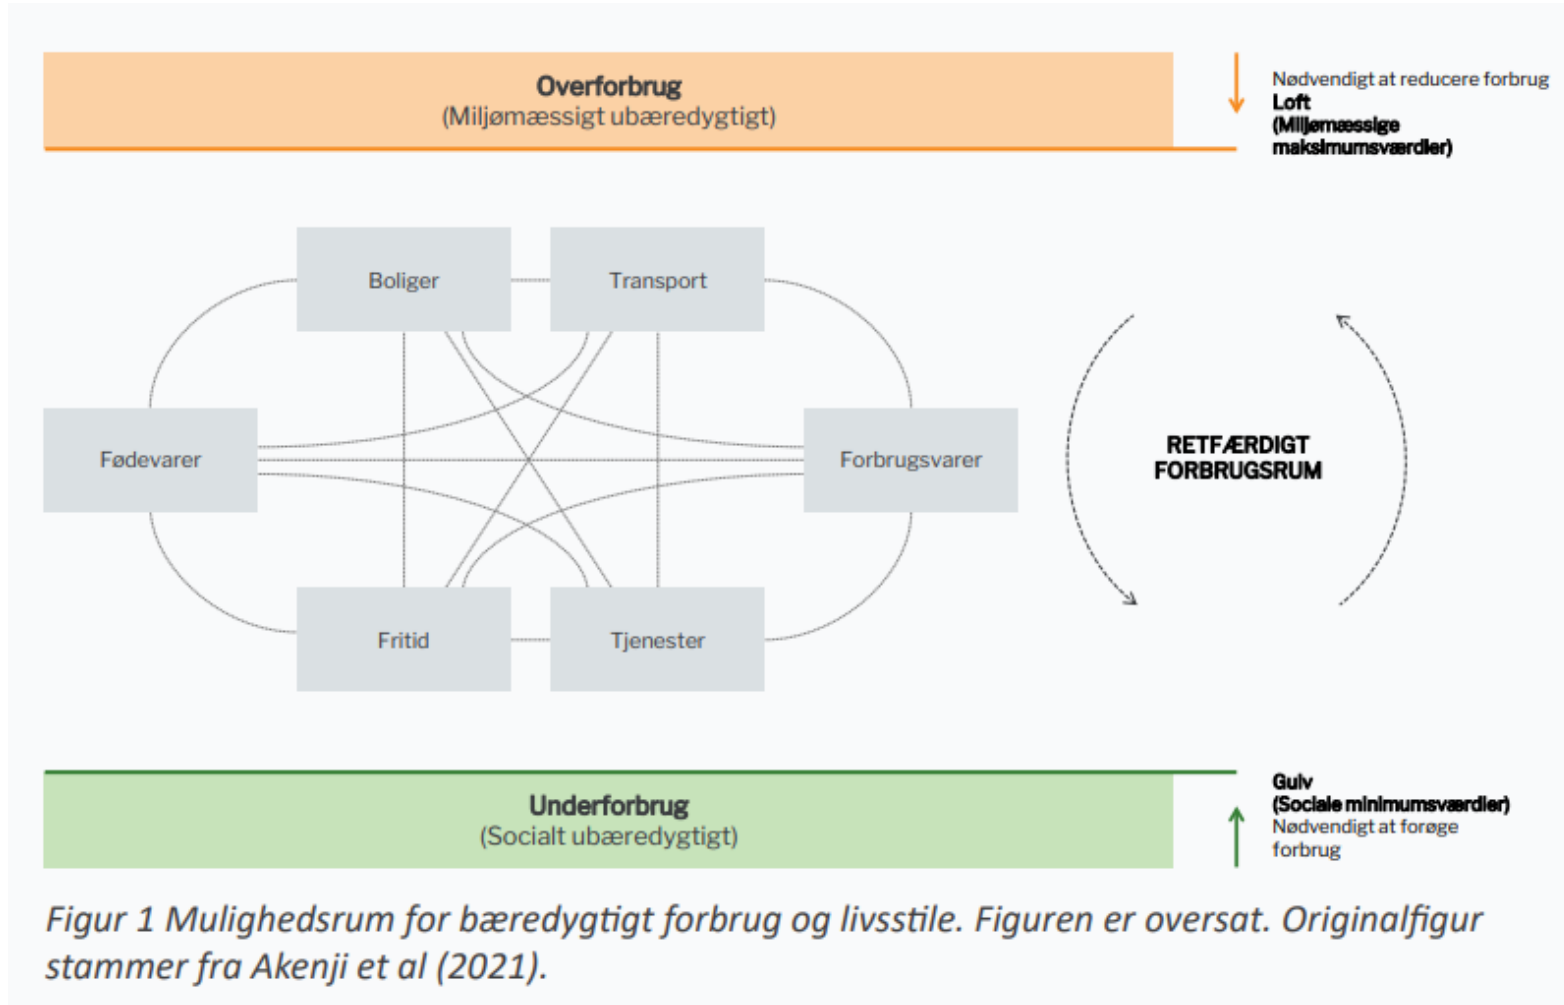 Overforbrug
(Miljømæssigt ubæredygtigt)
Nødvendigt at reducere forbrug
Loft
(Miljømæssige
maksimumsværdier)
Boliger
Transport
Fødevarer
Forbrugsvarer
RETFÆRDIGT
FORBRUGSRUM
Fritid
Tjenester
Underforbrug
(Socialt ubæredygtigt)
Gulv
(Sociale minimumsværdier)
Nødvendigt at forøge
forbrug
Figur 1 Mulighedsrum for bæredygtigt forbrug og livsstile. Figuren er oversat. Originalfigur
stammer fra Akenji et al (2021).